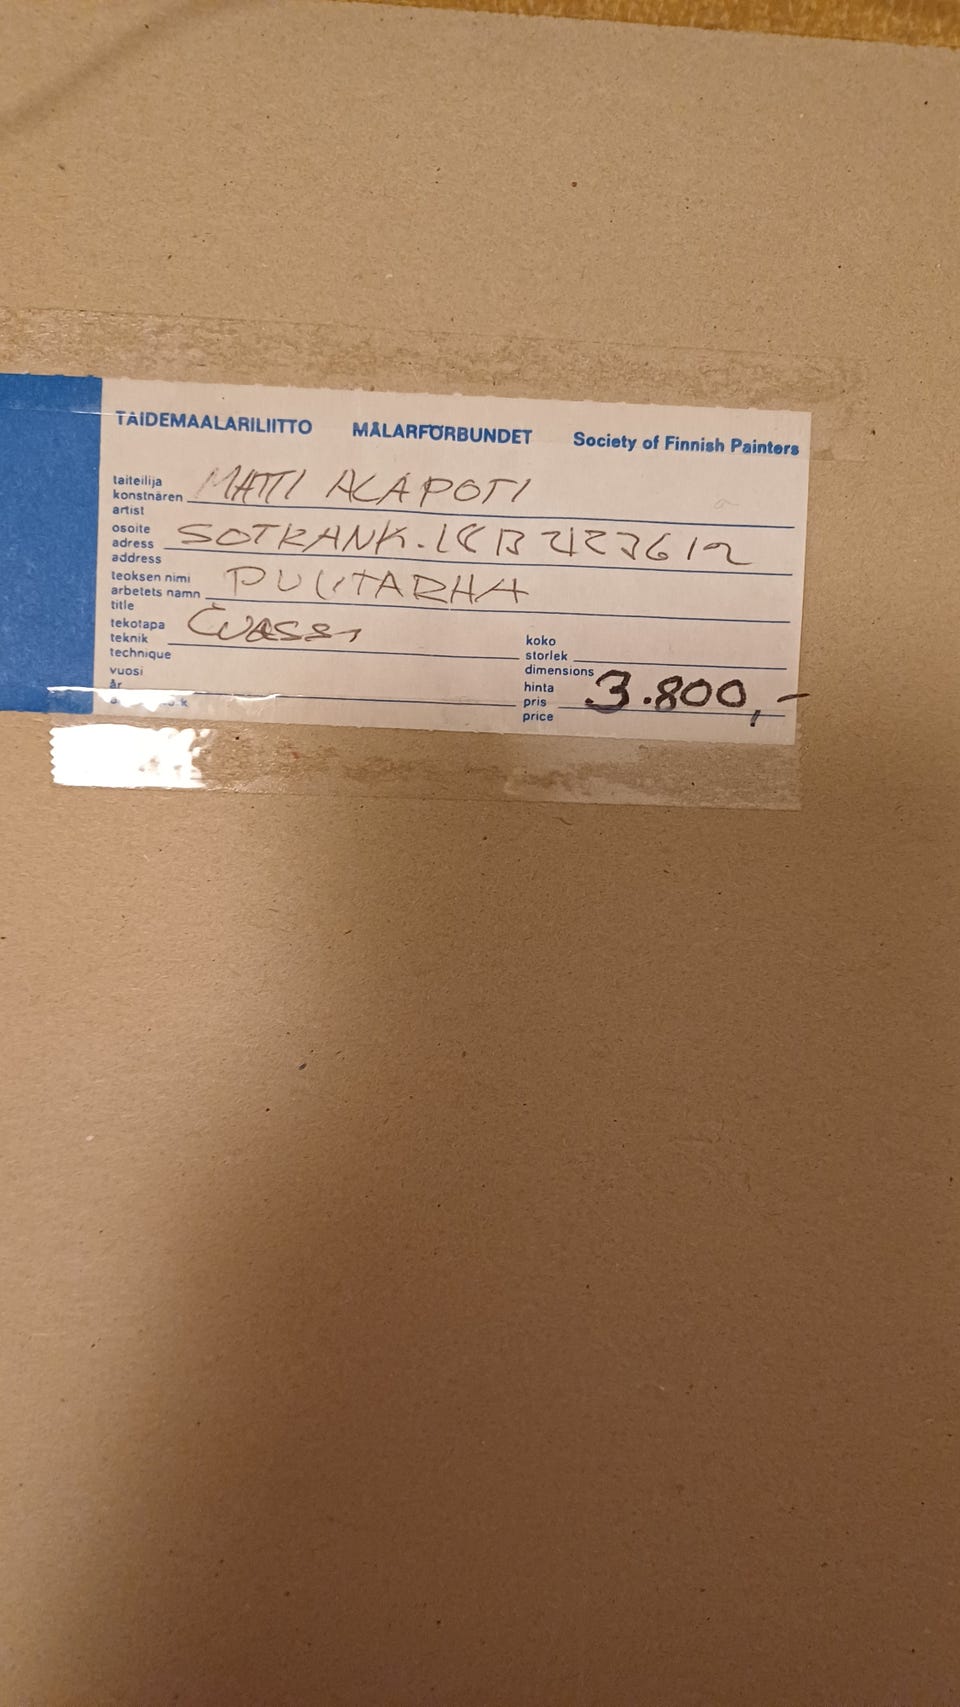 TAIDEMAALARILIITTO MÅLARFÖRBUNDET Society of Finnish Painters
taiteilija
konstnären MATTI ALAPOTI
artist
osoite
adress SOTKANK.
address
teoksen nimi
arbetets namn PUUTARHA
title
tekotapa
teknik
technique
koko
storlek
dimensions
vuosi
år
hinta
pris 3.800,-
price